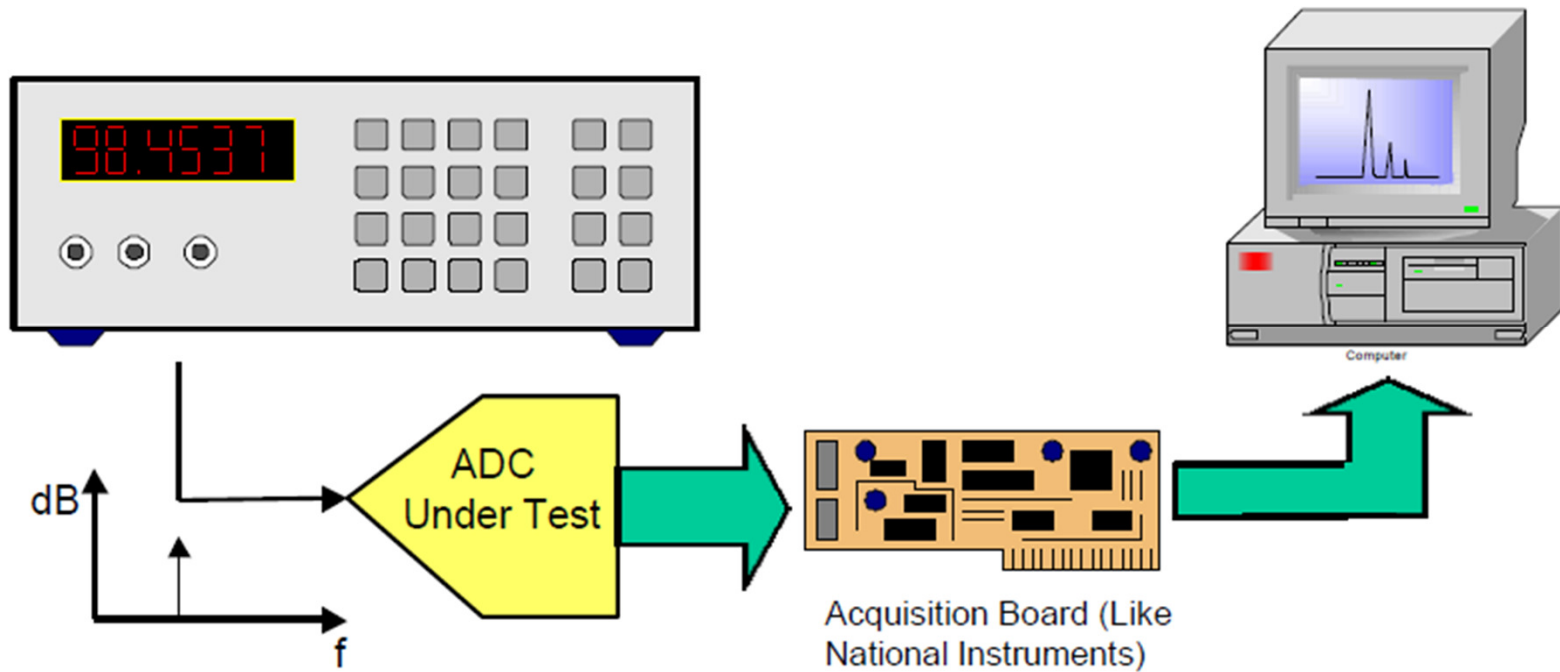 98.4537
Computer
ADC
Under Test
dB
f
Acquisition Board (Like
National Instruments)